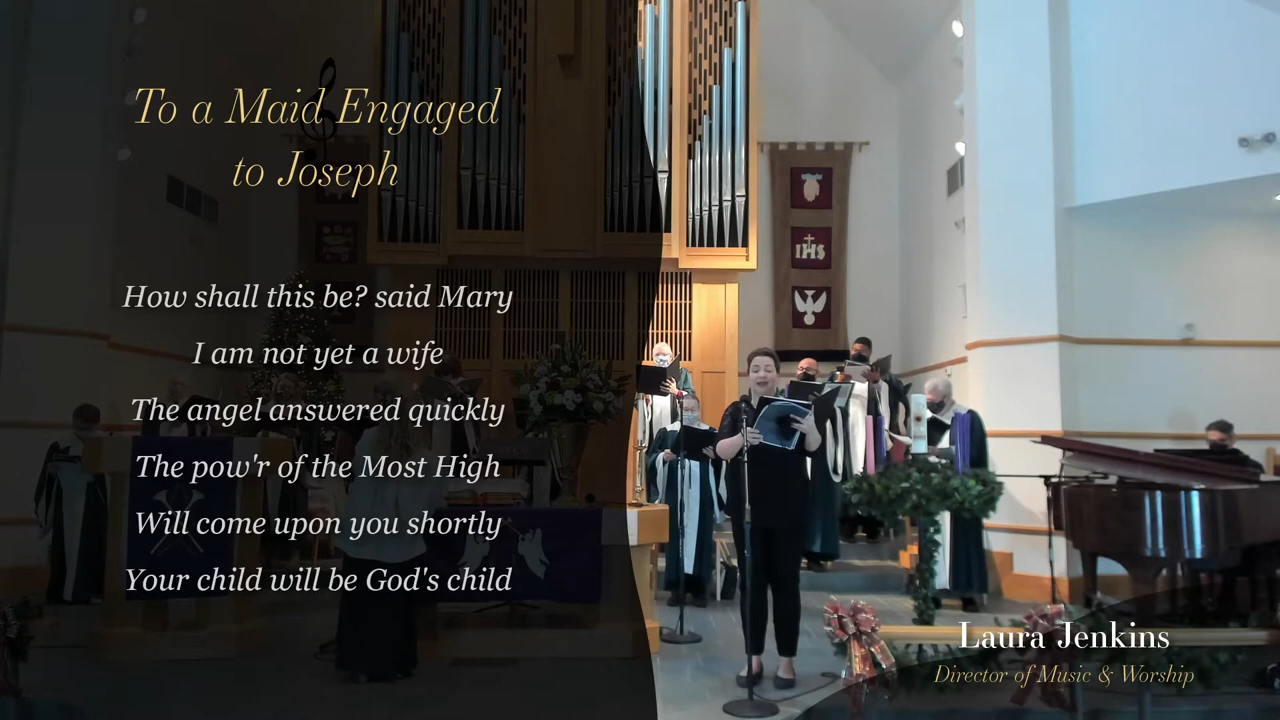 To a Maid Engaged
to Joseph
How shall this be? said Mary
I am not yet a wife
The angel answered quickly
The pow'r of the Most High
Will come upon you shortly
Your child will be God's child
IHS
Laura Jenkins
Director of Music & Worship